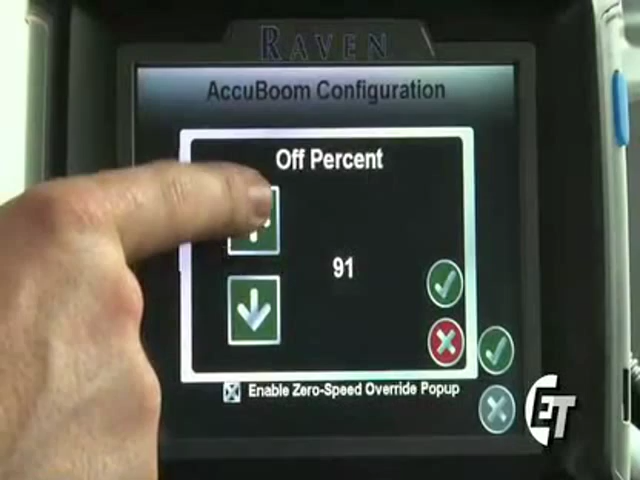 RAVEN
AccuBoom Configuration
Off Percent
91
Enable Zero-Speed Override Popup
ET